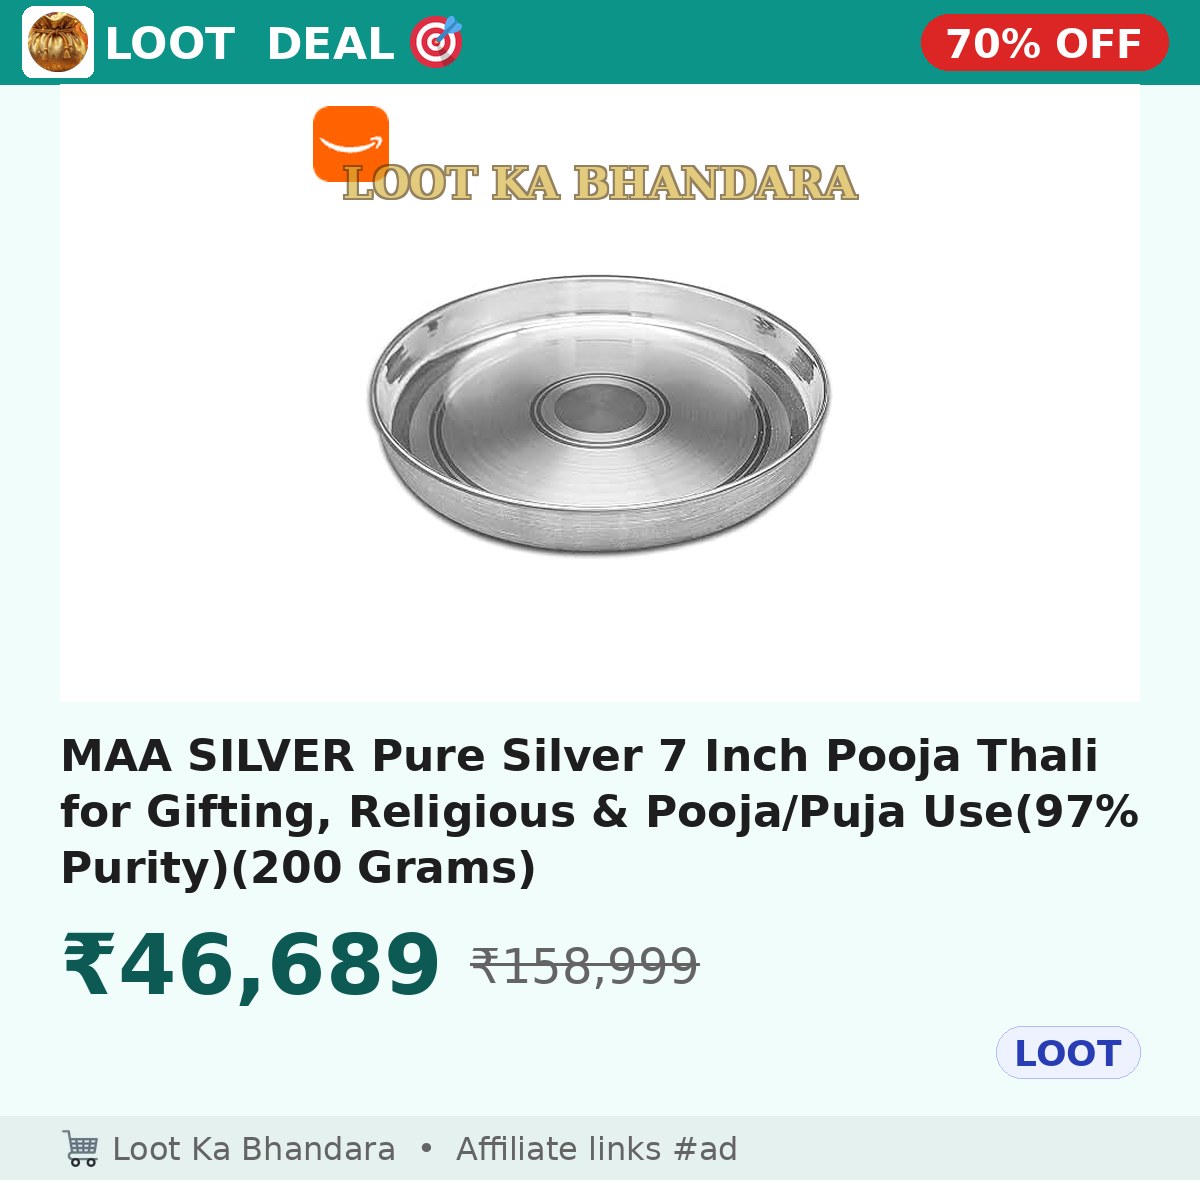 LOOT DEAL 🎯
70% OFF
LOOT KA BHANDARA
MAA SILVER Pure Silver 7 Inch Pooja Thali
for Gifting, Religious & Pooja/Puja Use(97%
Purity)(200 Grams)
₹46,689 ₹158,999
LOOT
🛒 Loot Ka Bhandara • Affiliate links #ad